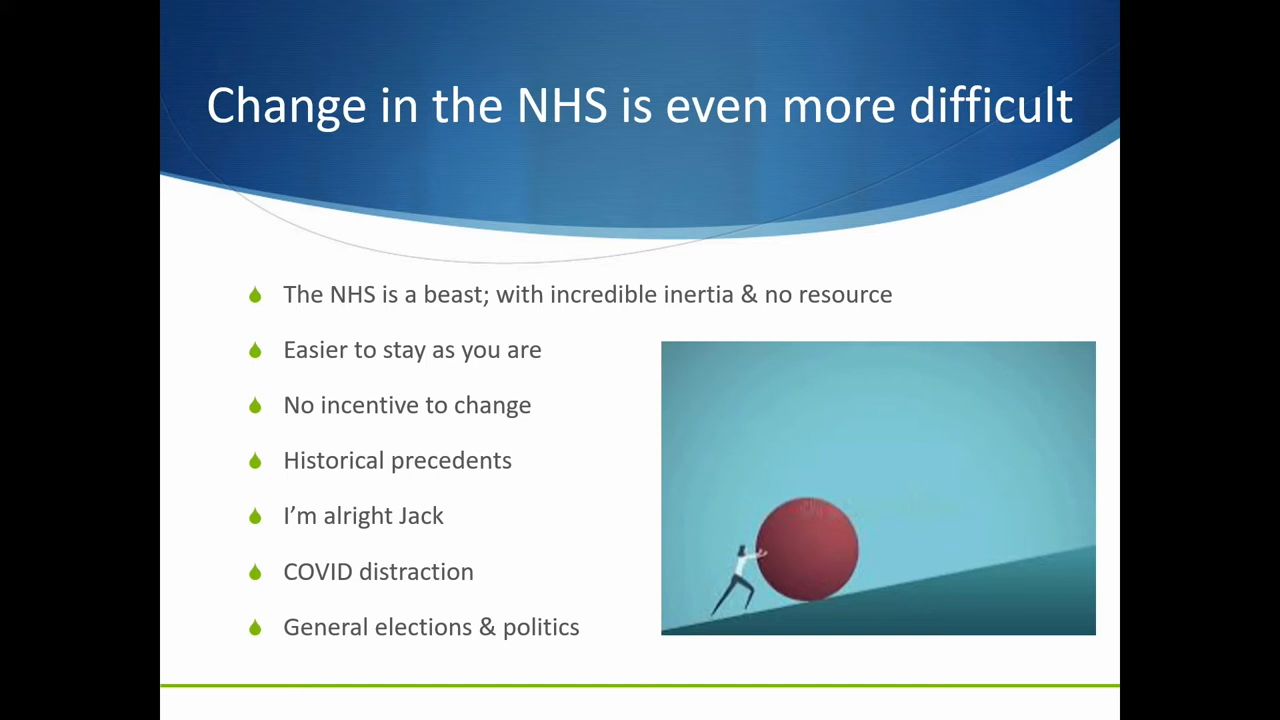 Change in the NHS is even more difficult
The NHS is a beast; with incredible inertia & no resource
Easier to stay as you are
No incentive to change
Historical precedents
I’m alright Jack
COVID distraction
General elections & politics